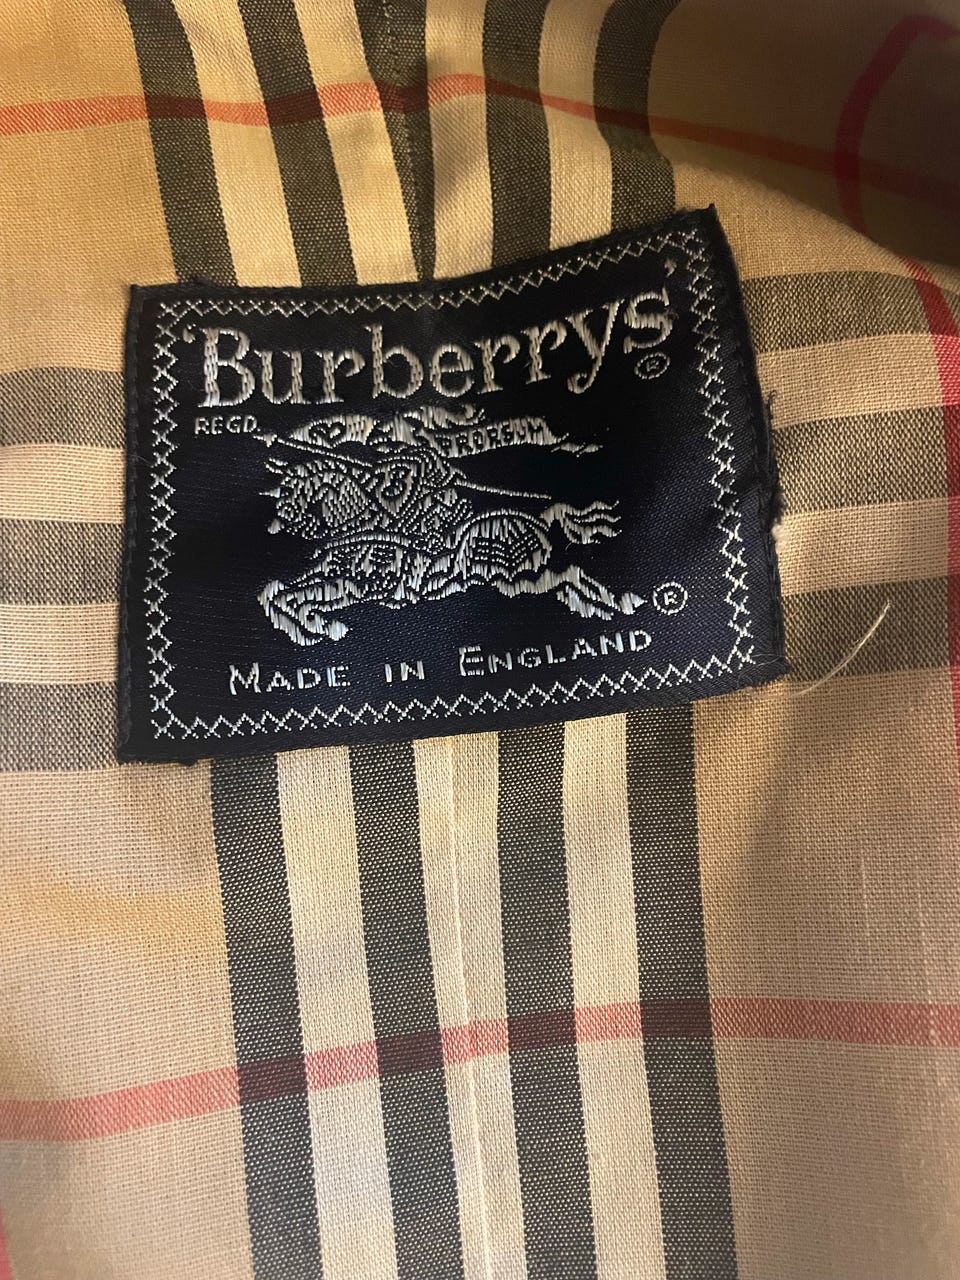 'Burberrys'®
REGD.
PRORSUM
®
MADE IN ENGLAND